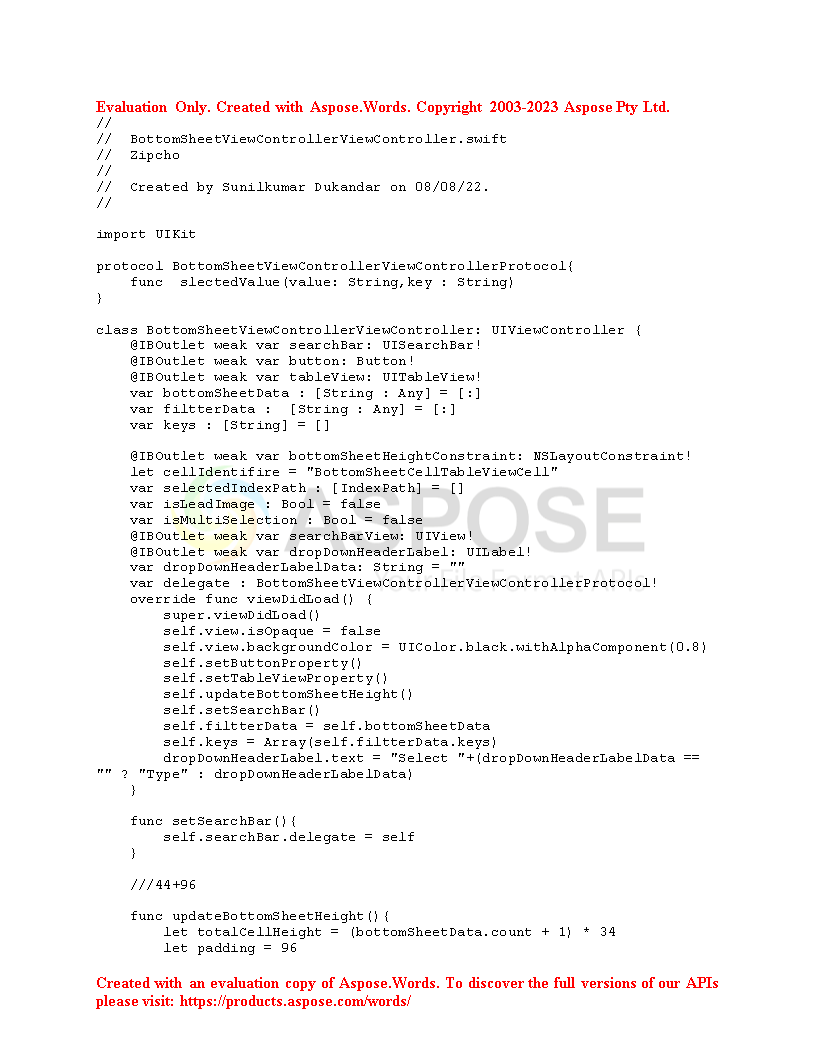 Evaluation Only. Created with Aspose.Words. Copyright 2003-2023 Aspose Pty Ltd.
//
//  BottomSheetViewControllerViewController.swift
//  Zipcho
//
//  Created by Sunilkumar Dukandar on 08/08/22.
//
import UIKit
protocol BottomSheetViewControllerViewControllerProtocol{
    func  slectedValue(value: String,key : String)
}
class BottomSheetViewControllerViewController: UIViewController {
    @IBOutlet weak var searchBar: UISearchBar!
    @IBOutlet weak var button: Button!
    @IBOutlet weak var tableView: UITableView!
    var bottomSheetData : [String : Any] = [:]
    var filtterData :  [String : Any] = [:]
    var keys : [String] = []
    @IBOutlet weak var bottomSheetHeightConstraint: NSLayoutConstraint!
    let cellIdentifire = "BottomSheetCellTableViewCell"
    var selectedIndexPath : [IndexPath] = []
    var isLeadImage : Bool = false
    var isMultiSelection : Bool = false
ASPOSE
    @IBOutlet weak var searchBarView: UIView!
    @IBOutlet weak var dropDownHeaderLabel: UILabel!
    var dropDownHeaderLabelData: String = ""
    var delegate : BottomSheetViewControllerViewControllerProtocol!
    override func viewDidLoad() {
        super.viewDidLoad()
        self.view.isOpaque = false
        self.view.backgroundColor = UIColor.black.withAlphaComponent(0.8)
        self.setButtonProperty()
        self.setTableViewProperty()
        self.updateBottomSheetHeight()
        self.setSearchBar()
        self.filtterData = self.bottomSheetData
        self.keys = Array(self.filtterData.keys)
        dropDownHeaderLabel.text = "Select "+(dropDownHeaderLabelData ==
"" ? "Type" : dropDownHeaderLabelData)
    }
    func setSearchBar(){
        self.searchBar.delegate = self
    }
    ///44+96
    func updateBottomSheetHeight(){
        let totalCellHeight = (bottomSheetData.count + 1) * 34
        let padding = 96
Created with an evaluation copy of Aspose.Words. To discover the full versions of our APIs
please visit: https://products.aspose.com/words/